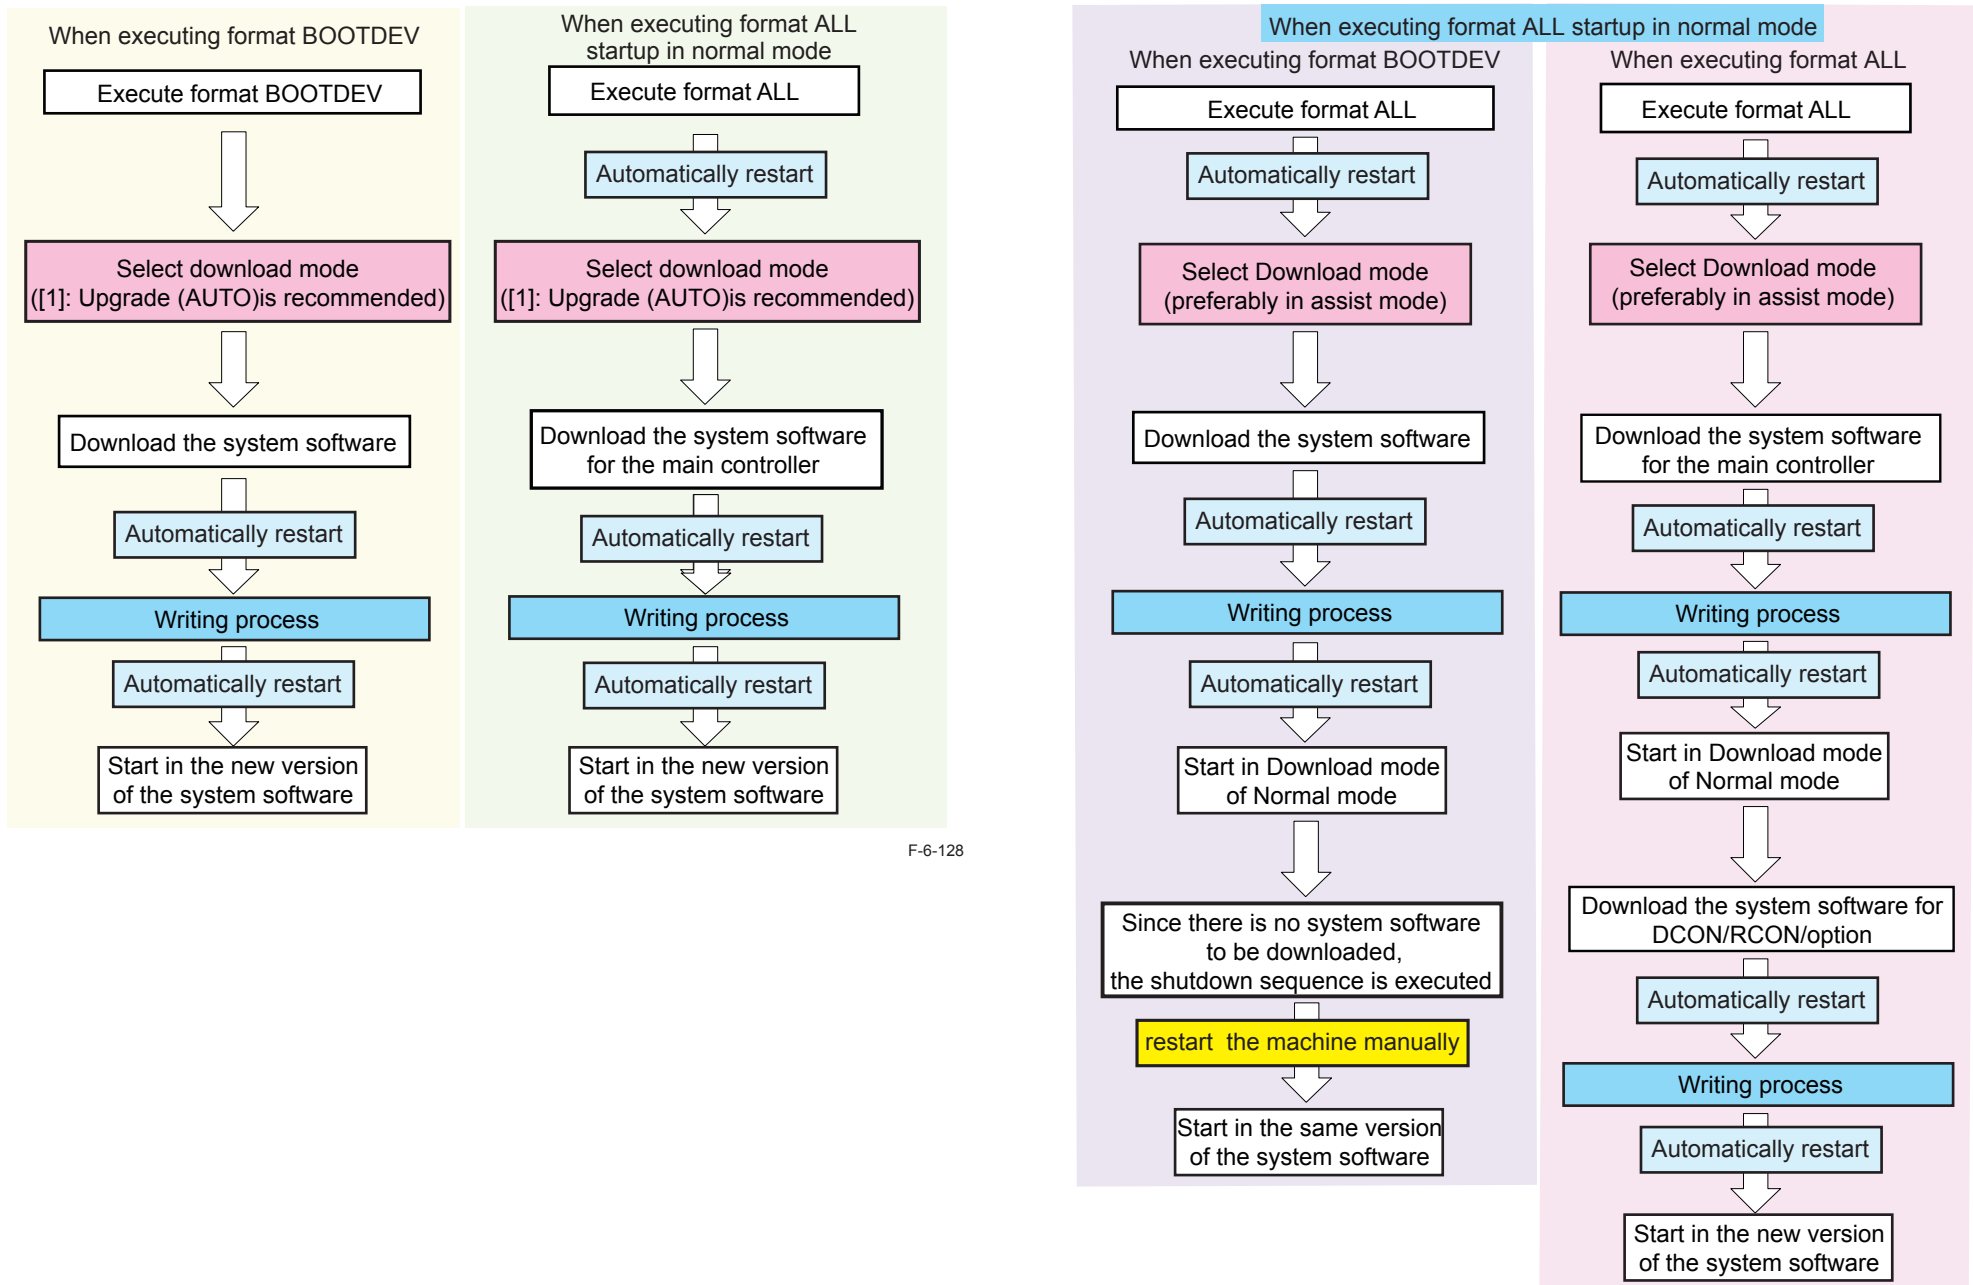 When executing format BOOTDEV
Execute format BOOTDEV
Select download mode
([1]: Upgrade (AUTO)is recommended)
Download the system software
Automatically restart
Writing process
Automatically restart
Start in the new version
of the system software
When executing format ALL
startup in normal mode
Execute format ALL
Automatically restart
Select download mode
([1]: Upgrade (AUTO)is recommended)
Download the system software
for the main controller
Automatically restart
Writing process
Automatically restart
Start in the new version
of the system software
F-6-128
When executing format ALL startup in normal mode
When executing format BOOTDEV
Execute format ALL
Automatically restart
Select Download mode
(preferably in assist mode)
Download the system software
Automatically restart
Writing process
Automatically restart
Start in Download mode
of Normal mode
Since there is no system software
to be downloaded,
the shutdown sequence is executed
restart the machine manually
Start in the same version
of the system software
When executing format ALL
Execute format ALL
Automatically restart
Select Download mode
(preferably in assist mode)
Download the system software
for the main controller
Automatically restart
Writing process
Automatically restart
Start in Download mode
of Normal mode
Download the system software for
DCON/RCON/option
Automatically restart
Writing process
Automatically restart
Start in the new version
of the system software